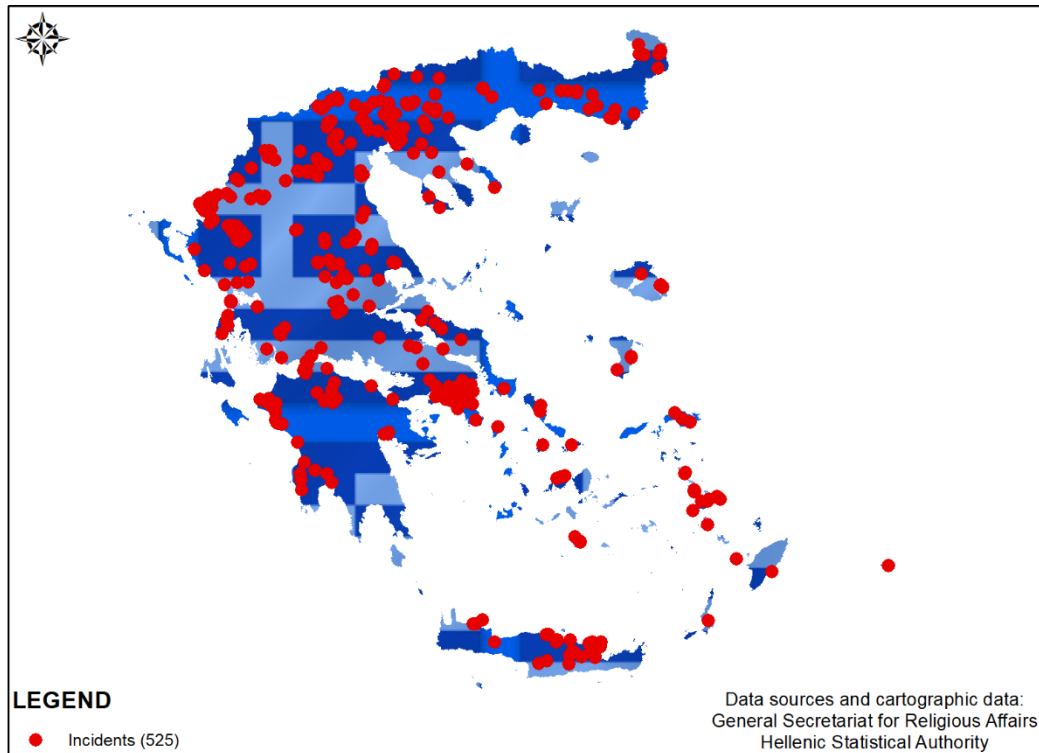 LEGEND
Incidents (525)
Data sources and cartographic data:
General Secretariat for Religious Affairs
Hellenic Statistical Authority